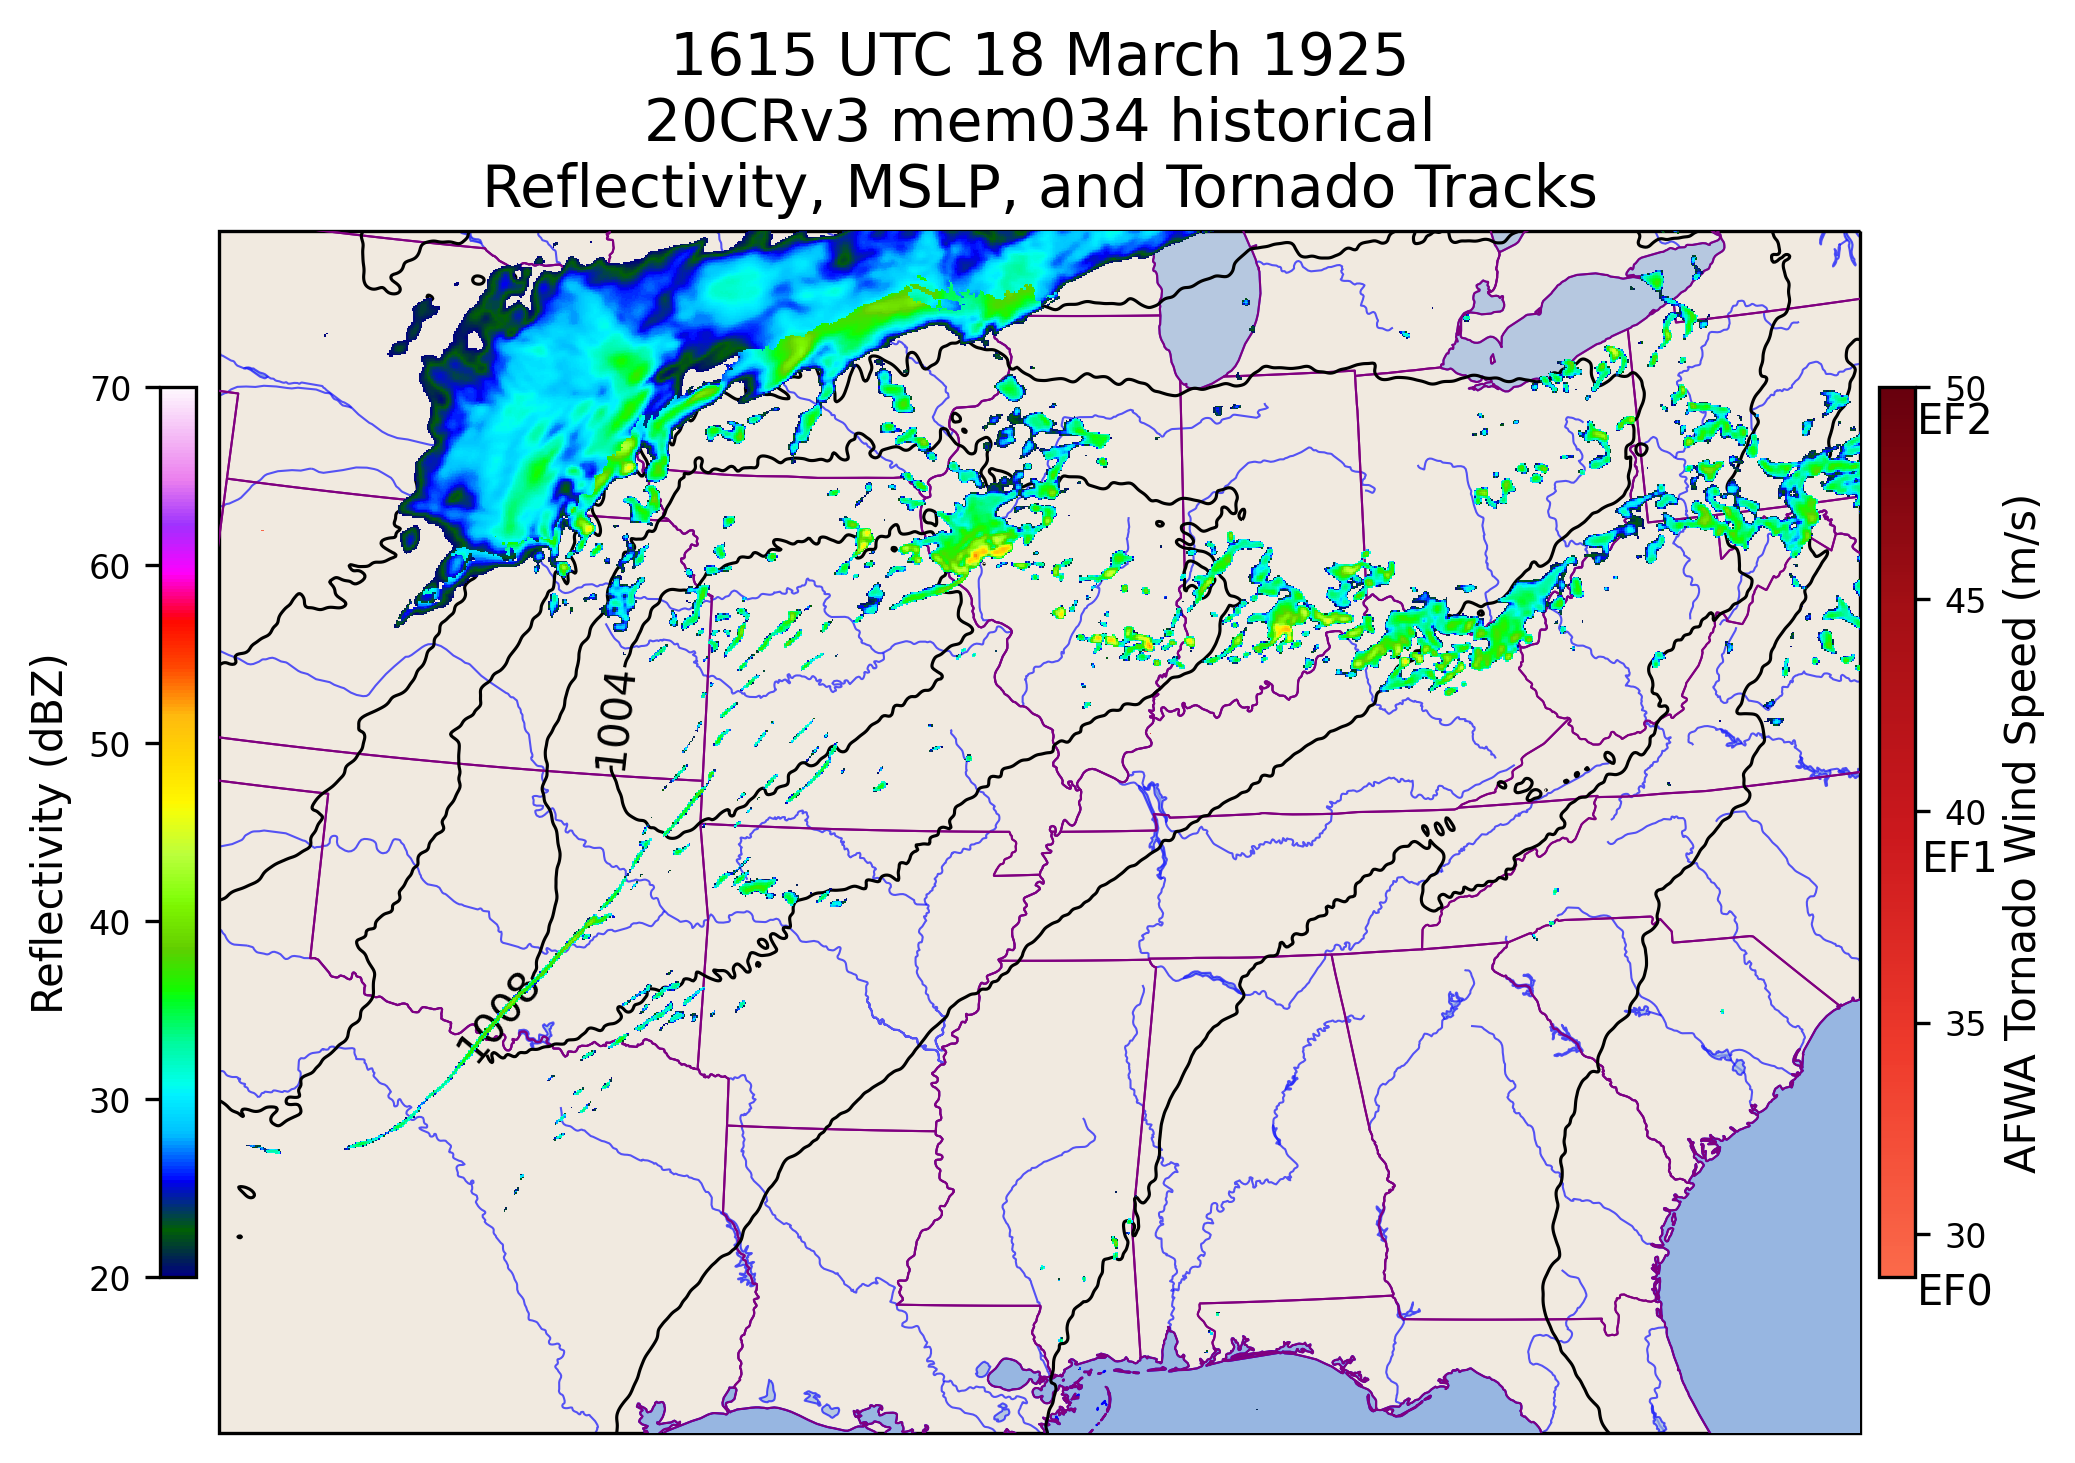 1615 UTC 18 March 1925
20CRv3 mem034 historical
Reflectivity, MSLP, and Tornado Tracks
70
60
50
40
30
20
Reflectivity (dBZ)
1004
1008
50
EF2
45
40
EF1
35
30
EF0
AFWA Tornado Wind Speed (m/s)